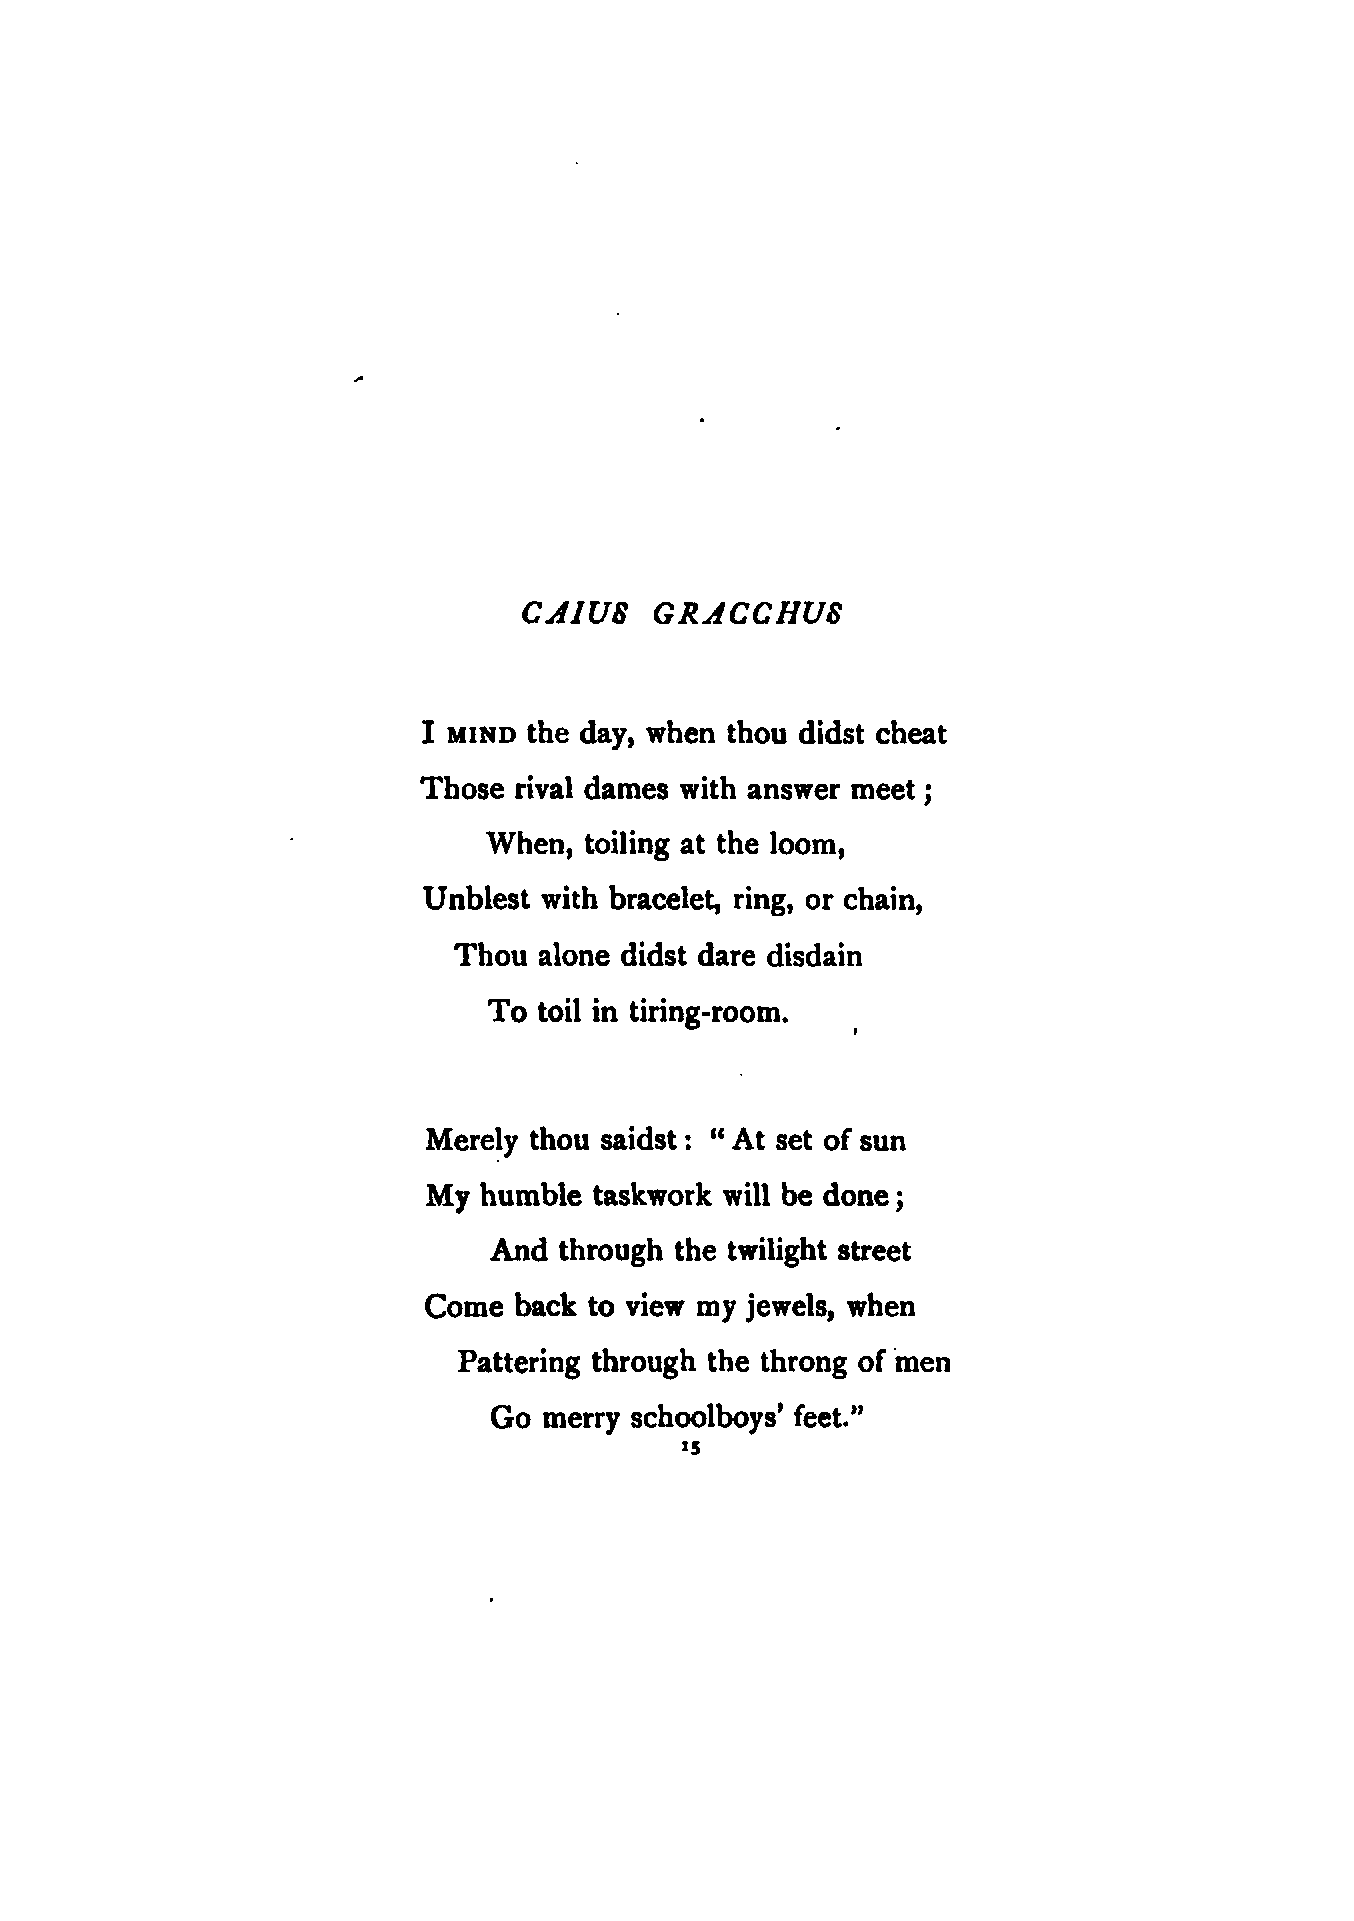 CAIUS GRACCHUS
I MIND the day, when thou didst cheat
Those rival dames with answer meet ;
When, toiling at the loom,
Unblest with bracelet, ring, or chain,
Thou alone didst dare disdain
To toil in tiring-room.
Merely thou saidst : “ At set of sun
My humble taskwork will be done ;
And through the twilight street
Come back to view my jewels, when
Pattering through the throng of men
Go merry schoolboys’ feet.”
15